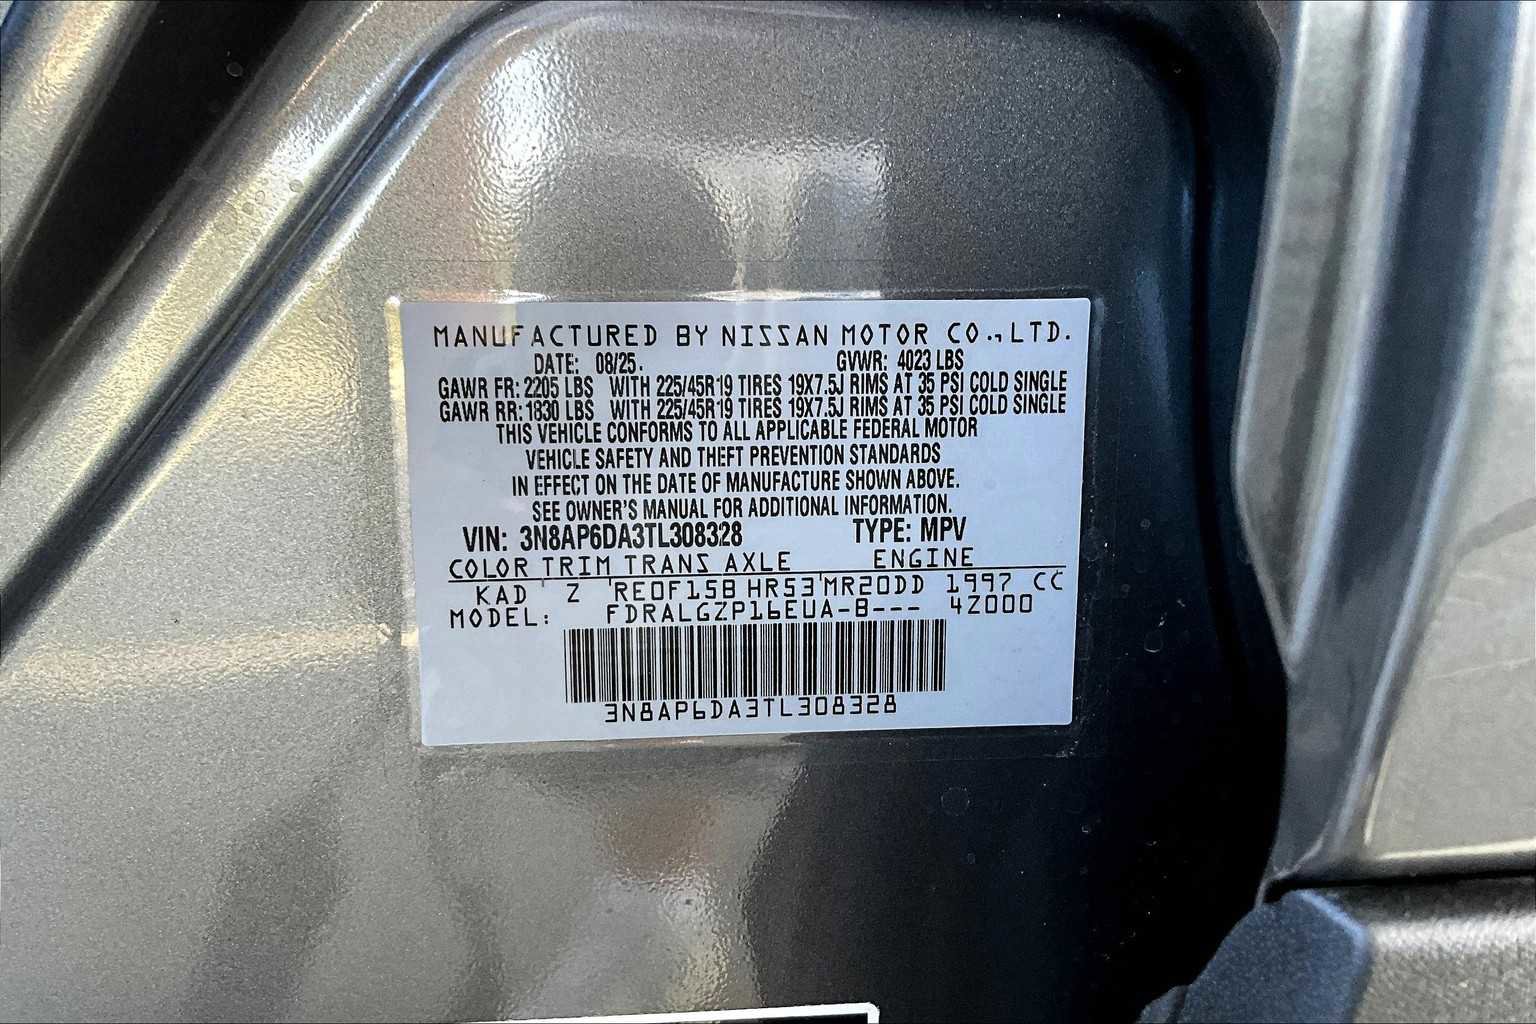 MANUFACTURED BY NISSAN MOTOR CO.,LTD.
DATE: 08/25. GVWR: 4023 LBS
GAWR FR: 2205 LBS WITH 225/45R19 TIRES 19X7.5J RIMS AT 35 PSI COLD SINGLE
GAWR RR: 1830 LBS WITH 225/45R19 TIRES 19X7.5J RIMS AT 35 PSI COLD SINGLE
THIS VEHICLE CONFORMS TO ALL APPLICABLE FEDERAL MOTOR
VEHICLE SAFETY AND THEFT PREVENTION STANDARDS
IN EFFECT ON THE DATE OF MANUFACTURE SHOWN ABOVE.
SEE OWNER'S MANUAL FOR ADDITIONAL INFORMATION.
VIN: 3N8AP6DA3TL308328 TYPE: MPV
COLOR TRIM TRANS AXLE ENGINE
KAD Z RE0F15B HR53 MR20DD 1997 CC
MODEL: FDRALGZP16EUA-B--- 4Z000
3N8AP6DA3TL308328